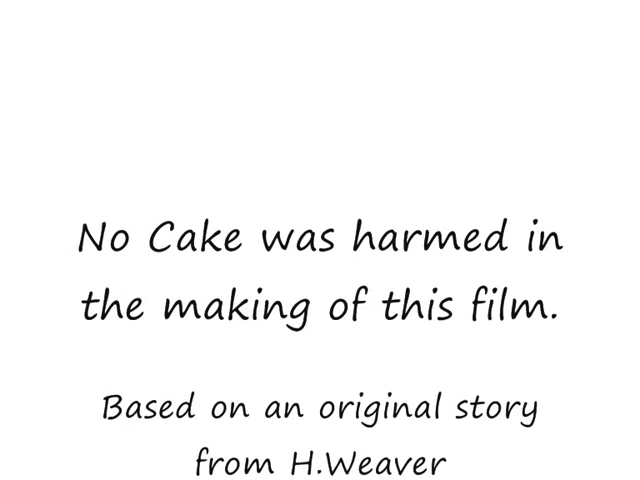 No Cake was harmed in
the making of this film.
Based on an original story
from H.Weaver